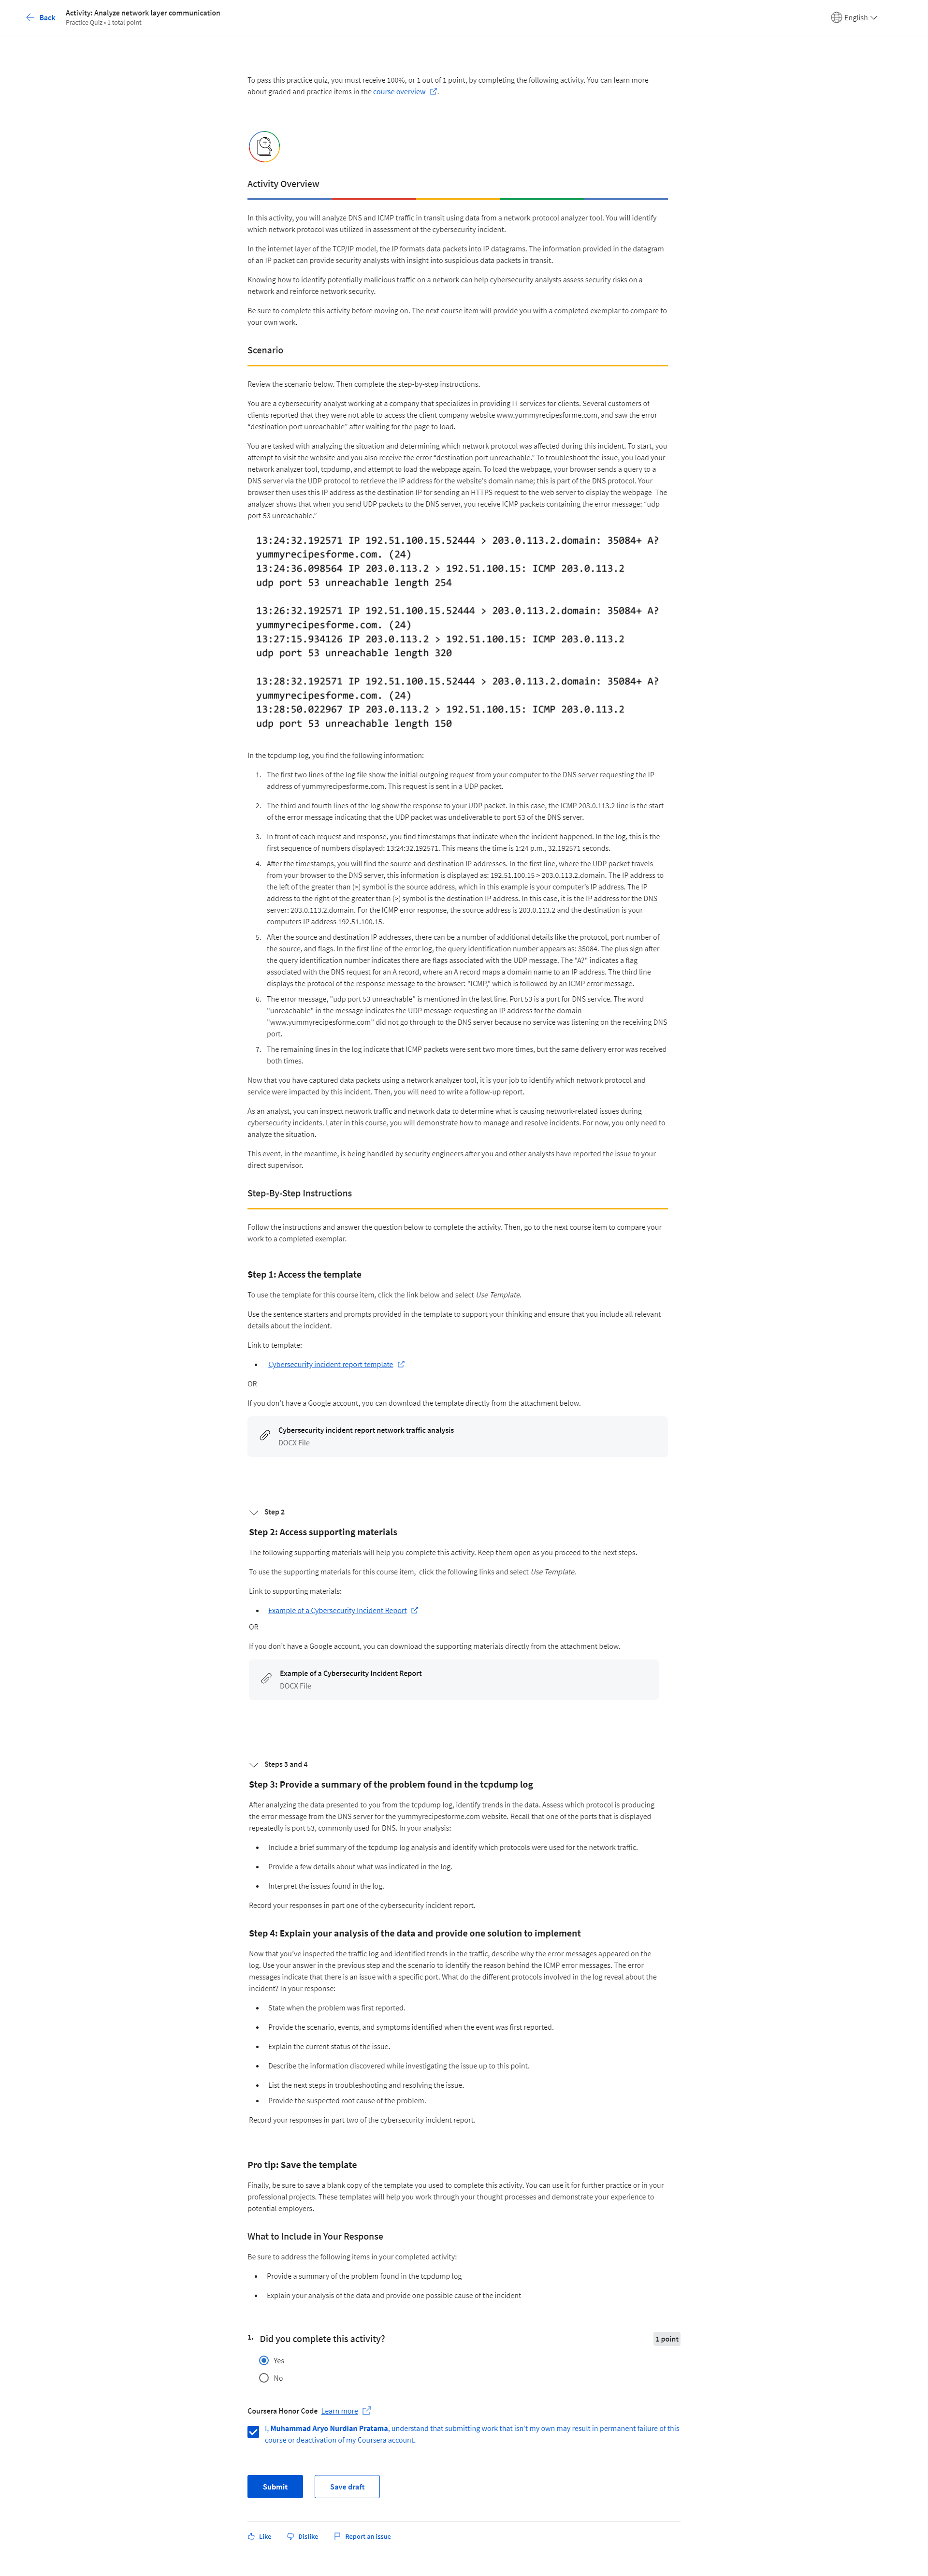 Back
Activity: Analyze network layer communication
Practice Quiz • 1 total point
English
To pass this practice quiz, you must receive 100%, or 1 out of 1 point, by completing the following activity. You can learn more
about graded and practice items in the course overview.
Activity Overview
In this activity, you will analyze DNS and ICMP traffic in transit using data from a network protocol analyzer tool. You will identify
which network protocol was utilized in assessment of the cybersecurity incident.
In the internet layer of the TCP/IP model, the IP formats data packets into IP datagrams. The information provided in the datagram
of an IP packet can provide security analysts with insight into suspicious data packets in transit.
Knowing how to identify potentially malicious traffic on a network can help cybersecurity analysts assess security risks on a
network and reinforce network security.
Be sure to complete this activity before moving on. The next course item will provide you with a completed exemplar to compare to
your own work.
Scenario
Review the scenario below. Then complete the step-by-step instructions.
You are a cybersecurity analyst working at a company that specializes in providing IT services for clients. Several customers of
clients reported that they were not able to access the client company website www.yummyrecipesforme.com, and saw the error
“destination port unreachable” after waiting for the page to load.
You are tasked with analyzing the situation and determining which network protocol was affected during this incident. To start, you
attempt to visit the website and you also receive the error “destination port unreachable.” To troubleshoot the issue, you load your
network analyzer tool, tcpdump, and attempt to load the webpage again. To load the webpage, your browser sends a query to a
DNS server via the UDP protocol to retrieve the IP address for the website's domain name; this is part of the DNS protocol. Your
browser then uses this IP address as the destination IP for sending an HTTPS request to the web server to display the webpage  The
analyzer shows that when you send UDP packets to the DNS server, you receive ICMP packets containing the error message: “udp
port 53 unreachable.”
13:24:32.192571 IP 192.51.100.15.52444 > 203.0.113.2.domain: 35084+ A?
yummyrecipesforme.com. (24)
13:24:36.098564 IP 203.0.113.2 > 192.51.100.15: ICMP 203.0.113.2
udp port 53 unreachable length 254
13:26:32.192571 IP 192.51.100.15.52444 > 203.0.113.2.domain: 35084+ A?
yummyrecipesforme.com. (24)
13:27:15.934126 IP 203.0.113.2 > 192.51.100.15: ICMP 203.0.113.2
udp port 53 unreachable length 320
13:28:32.192571 IP 192.51.100.15.52444 > 203.0.113.2.domain: 35084+ A?
yummyrecipesforme.com. (24)
13:28:50.022967 IP 203.0.113.2 > 192.51.100.15: ICMP 203.0.113.2
udp port 53 unreachable length 150
In the tcpdump log, you find the following information:
1. The first two lines of the log file show the initial outgoing request from your computer to the DNS server requesting the IP
address of yummyrecipesforme.com. This request is sent in a UDP packet.
2. The third and fourth lines of the log show the response to your UDP packet. In this case, the ICMP 203.0.113.2 line is the start
of the error message indicating that the UDP packet was undeliverable to port 53 of the DNS server.
3. In front of each request and response, you find timestamps that indicate when the incident happened. In the log, this is the
first sequence of numbers displayed: 13:24:32.192571. This means the time is 1:24 p.m., 32.192571 seconds.
4. After the timestamps, you will find the source and destination IP addresses. In the first line, where the UDP packet travels
from your browser to the DNS server, this information is displayed as: 192.51.100.15 > 203.0.113.2.domain. The IP address to
the left of the greater than (>) symbol is the source address, which in this example is your computer’s IP address. The IP
address to the right of the greater than (>) symbol is the destination IP address. In this case, it is the IP address for the DNS
server: 203.0.113.2.domain. For the ICMP error response, the source address is 203.0.113.2 and the destination is your
computers IP address 192.51.100.15.
5. After the source and destination IP addresses, there can be a number of additional details like the protocol, port number of
the source, and flags. In the first line of the error log, the query identification number appears as: 35084. The plus sign after
the query identification number indicates there are flags associated with the UDP message. The "A?" indicates a flag
associated with the DNS request for an A record, where an A record maps a domain name to an IP address. The third line
displays the protocol of the response message to the browser: "ICMP," which is followed by an ICMP error message.
6. The error message, "udp port 53 unreachable" is mentioned in the last line. Port 53 is a port for DNS service. The word
"unreachable" in the message indicates the UDP message requesting an IP address for the domain
"www.yummyrecipesforme.com" did not go through to the DNS server because no service was listening on the receiving DNS
port.
7. The remaining lines in the log indicate that ICMP packets were sent two more times, but the same delivery error was received
both times.
Now that you have captured data packets using a network analyzer tool, it is your job to identify which network protocol and
service were impacted by this incident. Then, you will need to write a follow-up report.
As an analyst, you can inspect network traffic and network data to determine what is causing network-related issues during
cybersecurity incidents. Later in this course, you will demonstrate how to manage and resolve incidents. For now, you only need to
analyze the situation.
This event, in the meantime, is being handled by security engineers after you and other analysts have reported the issue to your
direct supervisor.
Step-By-Step Instructions
Follow the instructions and answer the question below to complete the activity. Then, go to the next course item to compare your
work to a completed exemplar.
Step 1: Access the template
To use the template for this course item, click the link below and select Use Template.
Use the sentence starters and prompts provided in the template to support your thinking and ensure that you include all relevant
details about the incident.
Link to template:
• Cybersecurity incident report template
OR
If you don’t have a Google account, you can download the template directly from the attachment below.
Cybersecurity incident report network traffic analysis
DOCX File
Step 2
Step 2: Access supporting materials
The following supporting materials will help you complete this activity. Keep them open as you proceed to the next steps.
To use the supporting materials for this course item,  click the following links and select Use Template.
Link to supporting materials:
• Example of a Cybersecurity Incident Report
OR
If you don’t have a Google account, you can download the supporting materials directly from the attachment below.
Example of a Cybersecurity Incident Report
DOCX File
Steps 3 and 4
Step 3: Provide a summary of the problem found in the tcpdump log
After analyzing the data presented to you from the tcpdump log, identify trends in the data. Assess which protocol is producing
the error message from the DNS server for the yummyrecipesforme.com website. Recall that one of the ports that is displayed
repeatedly is port 53, commonly used for DNS. In your analysis:
• Include a brief summary of the tcpdump log analysis and identify which protocols were used for the network traffic.
• Provide a few details about what was indicated in the log.
• Interpret the issues found in the log.
Record your responses in part one of the cybersecurity incident report.
Step 4: Explain your analysis of the data and provide one solution to implement
Now that you’ve inspected the traffic log and identified trends in the traffic, describe why the error messages appeared on the
log. Use your answer in the previous step and the scenario to identify the reason behind the ICMP error messages. The error
messages indicate that there is an issue with a specific port. What do the different protocols involved in the log reveal about the
incident? In your response:
• State when the problem was first reported.
• Provide the scenario, events, and symptoms identified when the event was first reported.
• Explain the current status of the issue.
• Describe the information discovered while investigating the issue up to this point.
• List the next steps in troubleshooting and resolving the issue.
• Provide the suspected root cause of the problem.
Record your responses in part two of the cybersecurity incident report.
Pro tip: Save the template
Finally, be sure to save a blank copy of the template you used to complete this activity. You can use it for further practice or in your
professional projects. These templates will help you work through your thought processes and demonstrate your experience to
potential employers.
What to Include in Your Response
Be sure to address the following items in your completed activity:
• Provide a summary of the problem found in the tcpdump log
• Explain your analysis of the data and provide one possible cause of the incident
1. Did you complete this activity?
1 point
Yes
No
Coursera Honor Code Learn more
I, Muhammad Aryo Nurdian Pratama, understand that submitting work that isn't my own may result in permanent failure of this
course or deactivation of my Coursera account.
Submit
Save draft
Like
Dislike
Report an issue